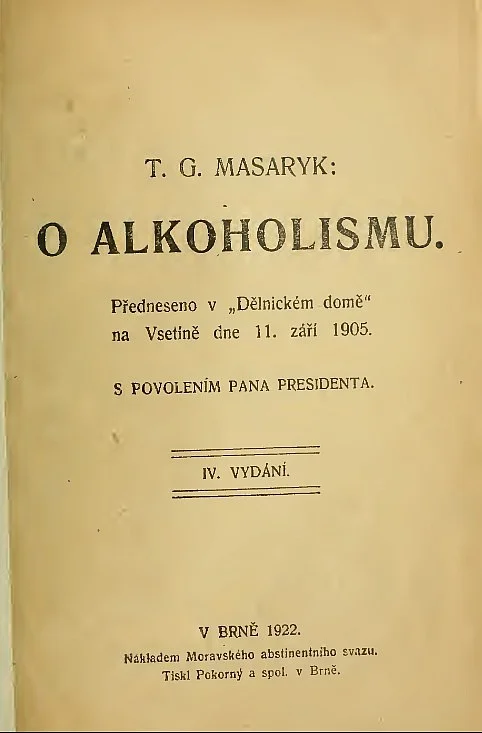 T. G. MASARYK:
O ALKOHOLISMU.
Předneseno v „Dělnickém domě“
na Vsetíně dne 11. září 1905.
S POVOLENÍM PANA PRESIDENTA.
IV. VYDÁNÍ.
V BRNĚ 1922.
Nákladem Moravského abstinentního svazu.
Tiskl Pokorný a spol. v Brně.